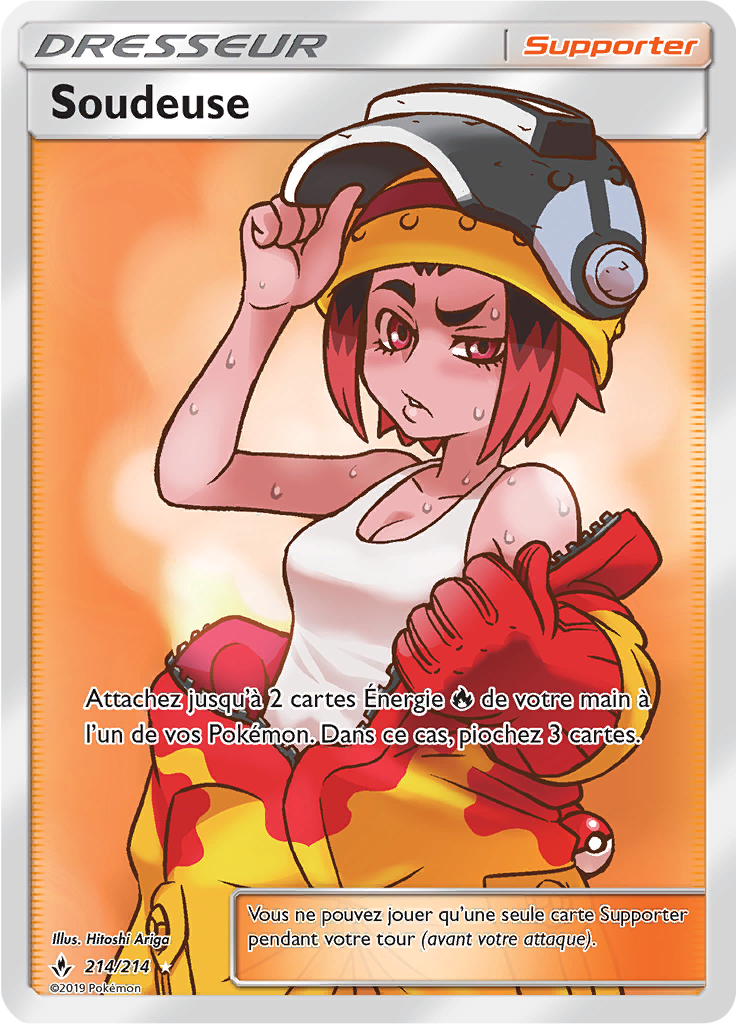 DRESSEUR
Supporter
Soudeuse
Attachez jusqu'à 2 cartes Énergie de votre main à
l'un de vos Pokémon. Dans ce cas, piochez 3 cartes.
Vous ne pouvez jouer qu'une seule carte Supporter
pendant votre tour (avant votre attaque).
Illus. Hitoshi Ariga
214/214 ★
©2019 Pokémon